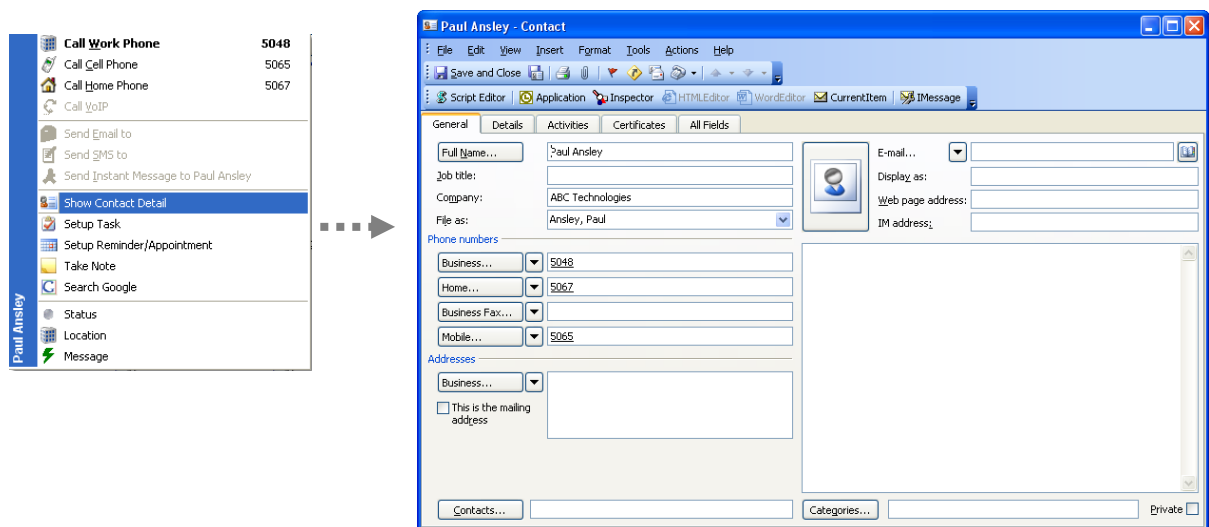 Call Work Phone 5048
Call Cell Phone 5065
Call Home Phone 5067
Call VoIP
Send Email to
Send SMS to
Send Instant Message to Paul Ansley
Show Contact Detail
Setup Task
Setup Reminder/Appointment
Take Note
Search Google
Status
Location
Message
Paul Ansley
Paul Ansley - Contact
File Edit View Insert Format Tools Actions Help
Save and Close
Script Editor Application Inspector HTMLEditor WordEditor CurrentItem IMessage
General Details Activities Certificates All Fields
Full Name... Paul Ansley
Job title:
Company: ABC Technologies
File as: Ansley, Paul
E-mail...
Display as:
Web page address:
IM address:
Phone numbers
Business... 5048
Home... 5067
Business Fax...
Mobile... 5065
Addresses
Business...
This is the mailing
address
Contacts... Categories... Private